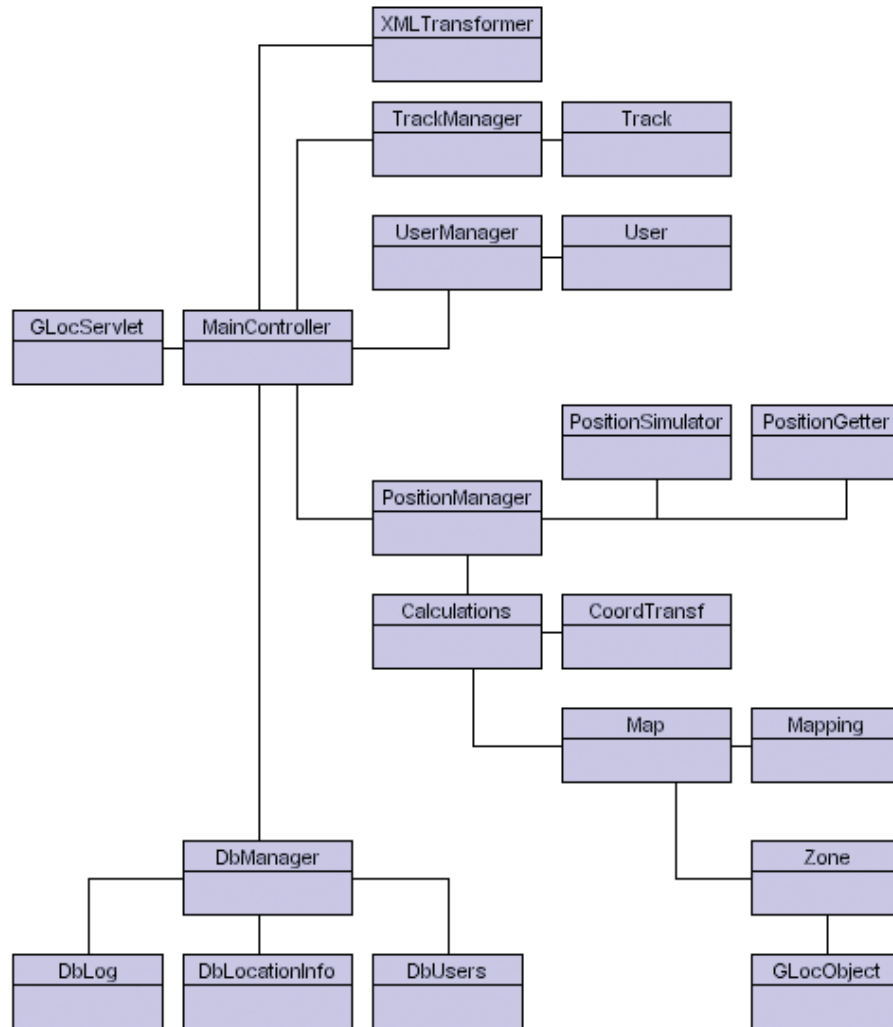 XMLTransformer
TrackManager
Track
UserManager
User
GLocServlet
MainController
PositionSimulator
PositionGetter
PositionManager
Calculations
CoordTransf
Map
Mapping
DbManager
Zone
DbLog
DbLocationInfo
DbUsers
GLocObject